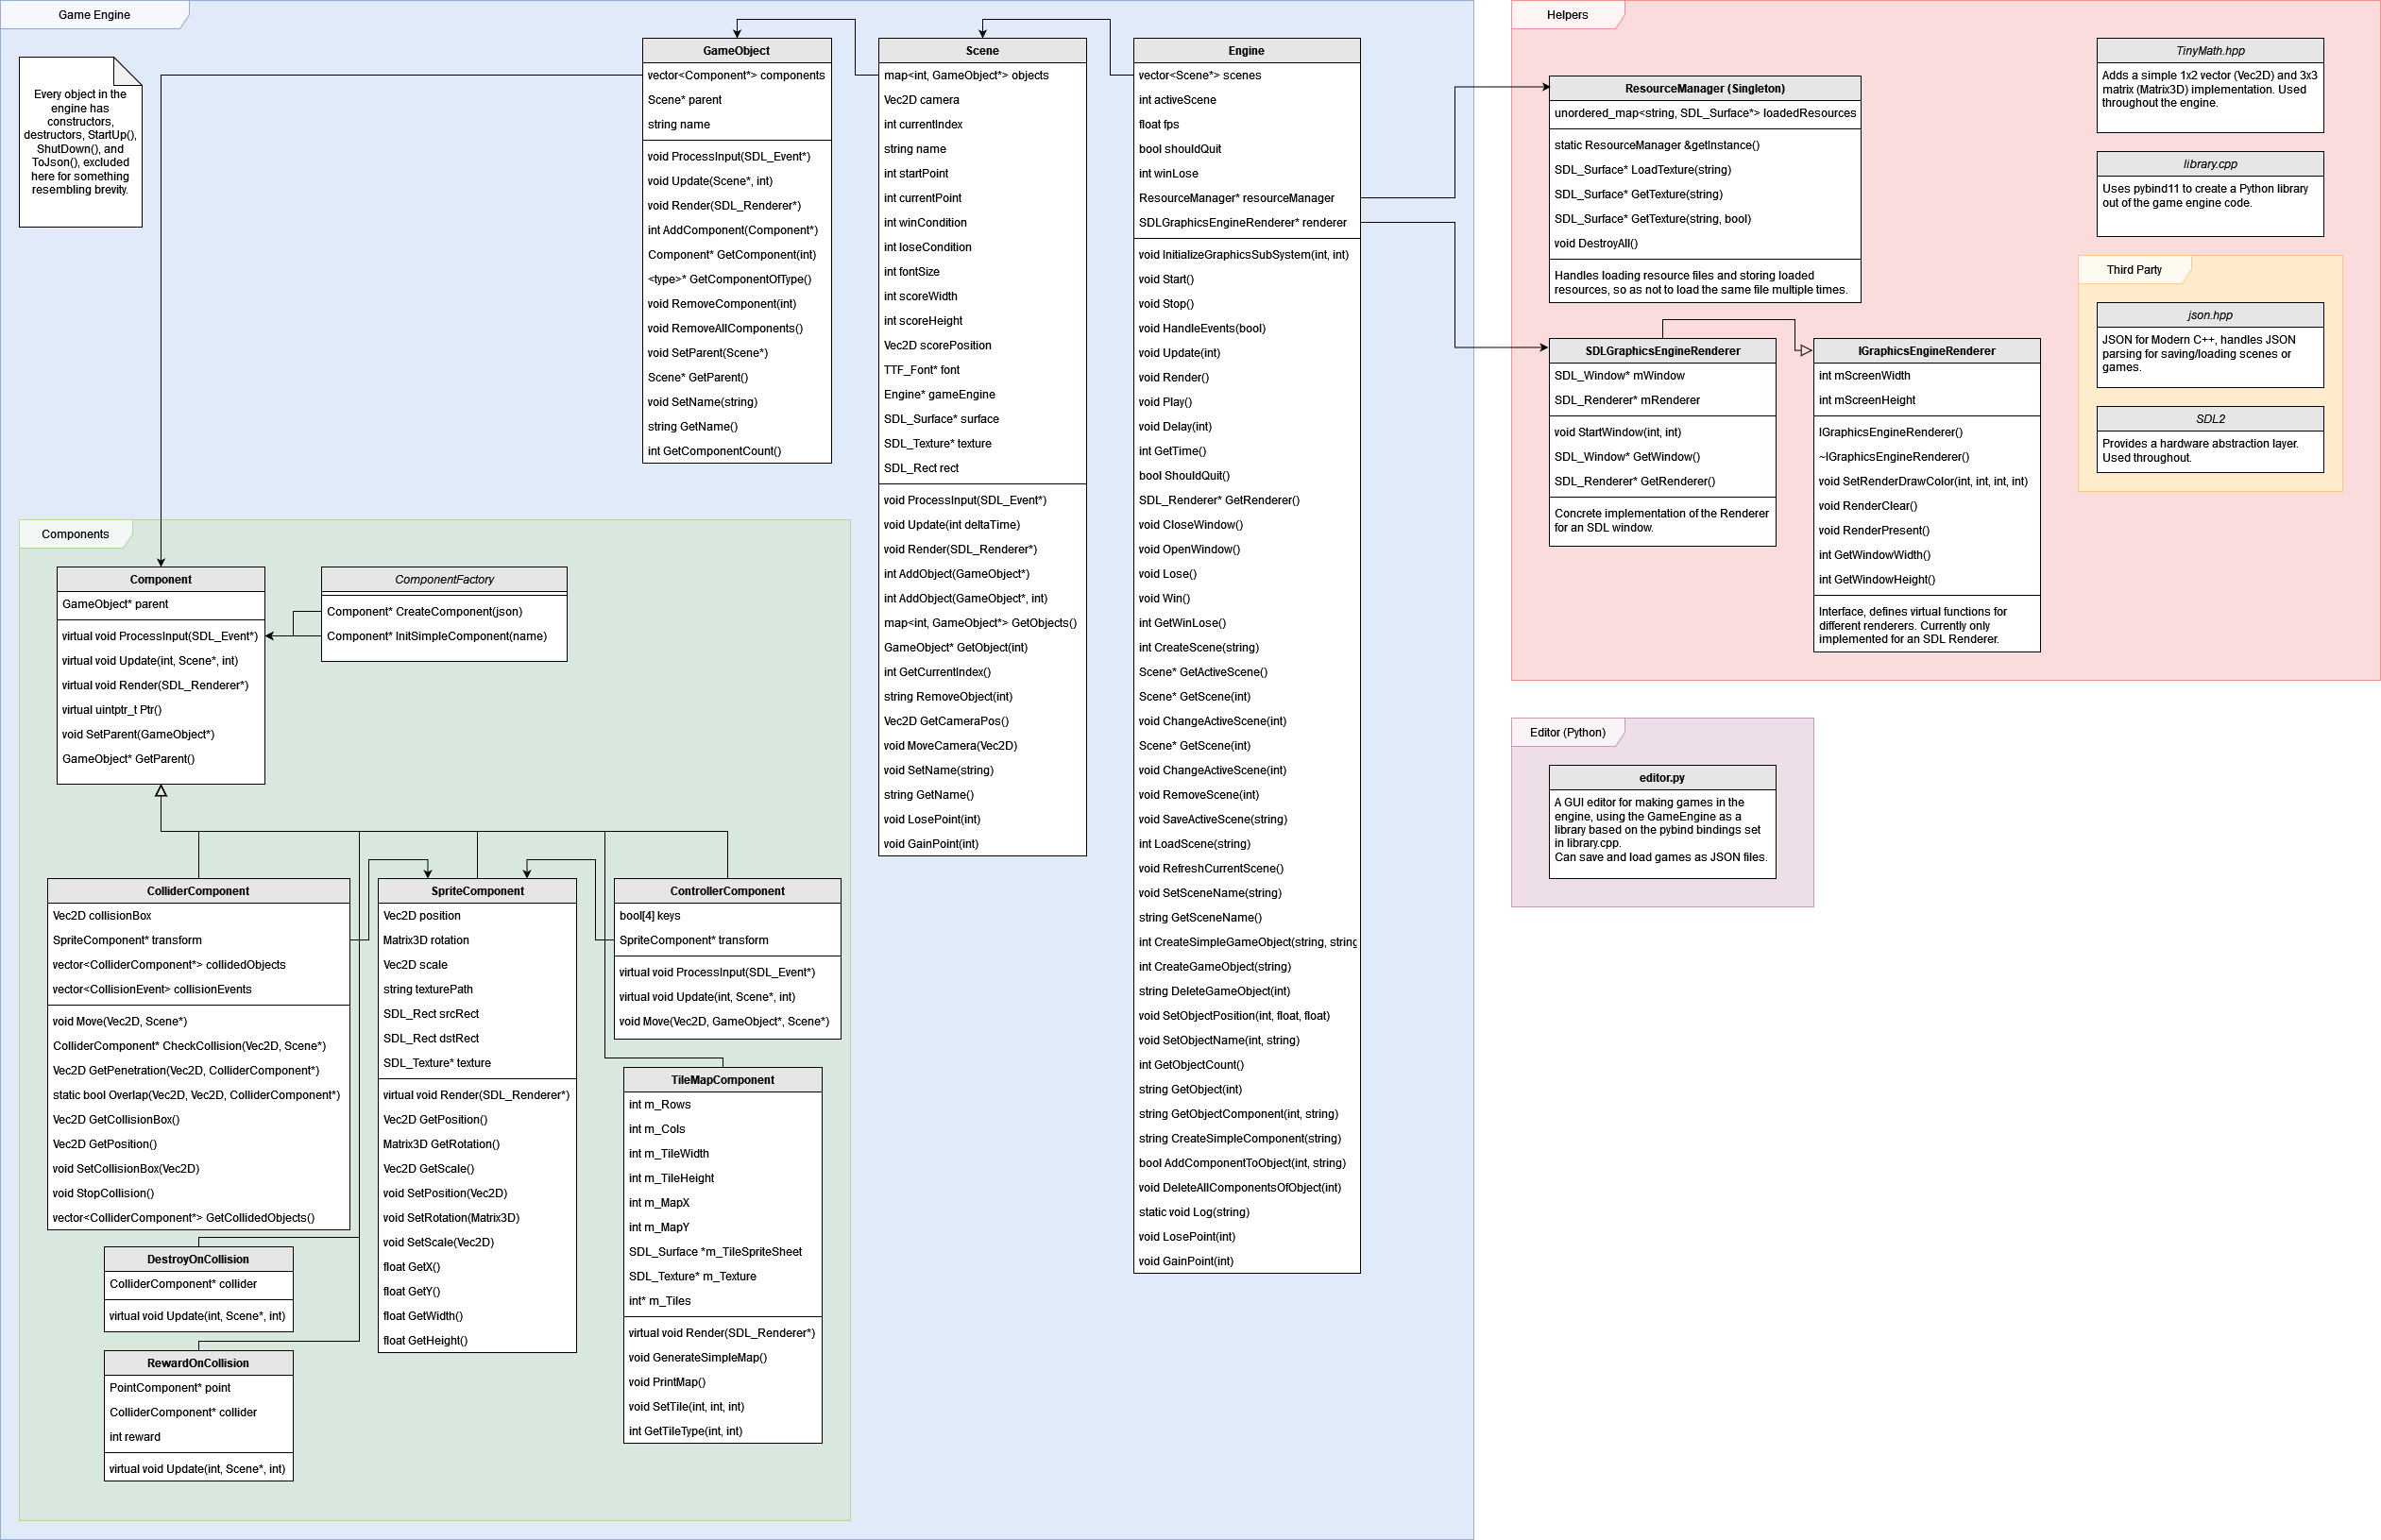 Game Engine
Every object in the
engine has
constructors,
destructors, StartUp(),
ShutDown(), and
ToJson(), excluded
here for something
resembling brevity.
GameObject
vector<Component*> components
Scene* parent
string name
void ProcessInput(SDL_Event*)
void Update(Scene*, int)
void Render(SDL_Renderer*)
int AddComponent(Component*)
Component* GetComponent(int)
<type>* GetComponentOfType()
void RemoveComponent(int)
void RemoveAllComponents()
void SetParent(Scene*)
Scene* GetParent()
void SetName(string)
string GetName()
int GetComponentCount()
Scene
map<int, GameObject*> objects
Vec2D camera
int currentIndex
string name
int startPoint
int currentPoint
int winCondition
int loseCondition
int fontSize
int scoreWidth
int scoreHeight
Vec2D scorePosition
TTF_Font* font
Engine* gameEngine
SDL_Surface* surface
SDL_Texture* texture
SDL_Rect rect
void ProcessInput(SDL_Event*)
void Update(int deltaTime)
void Render(SDL_Renderer*)
int AddObject(GameObject*)
int AddObject(GameObject*, int)
map<int, GameObject*> GetObjects()
GameObject* GetObject(int)
int GetCurrentIndex()
string RemoveObject(int)
Vec2D GetCameraPos()
void MoveCamera(Vec2D)
void SetName(string)
string GetName()
void LosePoint(int)
void GainPoint(int)
Engine
vector<Scene*> scenes
int activeScene
float fps
bool shouldQuit
int winLose
ResourceManager* resourceManager
SDLGraphicsEngineRenderer* renderer
void InitializeGraphicsSubSystem(int, int)
void Start()
void Stop()
void HandleEvents(bool)
void Update(int)
void Render()
void Play()
void Delay(int)
int GetTime()
bool ShouldQuit()
SDL_Renderer* GetRenderer()
void CloseWindow()
void OpenWindow()
void Lose()
void Win()
int GetWinLose()
int CreateScene(string)
Scene* GetActiveScene()
Scene* GetScene(int)
void ChangeActiveScene(int)
Scene* GetScene(int)
void ChangeActiveScene(int)
void RemoveScene(int)
void SaveActiveScene(string)
int LoadScene(string)
void RefreshCurrentScene()
void SetSceneName(string)
string GetSceneName()
int CreateSimpleGameObject(string, string
int CreateGameObject(string)
string DeleteGameObject(int)
void SetObjectPosition(int, float, float)
void SetObjectName(int, string)
int GetObjectCount()
string GetObject(int)
string GetObjectComponent(int, string)
string CreateSimpleComponent(string)
bool AddComponentToObject(int, string)
void DeleteAllComponentsOfObject(int)
static void Log(string)
void LosePoint(int)
void GainPoint(int)
Components
Component
GameObject* parent
virtual void ProcessInput(SDL_Event*)
virtual void Update(int, Scene*, int)
virtual void Render(SDL_Renderer*)
virtual uintptr_t Ptr()
void SetParent(GameObject*)
GameObject* GetParent()
ComponentFactory
Component* CreateComponent(json)
Component* InitSimpleComponent(name)
ColliderComponent
Vec2D collisionBox
SpriteComponent* transform
vector<ColliderComponent*> collidedObjects
vector<CollisionEvent> collisionEvents
void Move(Vec2D, Scene*)
ColliderComponent* CheckCollision(Vec2D, Scene*)
Vec2D GetPenetration(Vec2D, ColliderComponent*)
static bool Overlap(Vec2D, Vec2D, ColliderComponent*)
Vec2D GetCollisionBox()
Vec2D GetPosition()
void SetCollisionBox(Vec2D)
void StopCollision()
vector<ColliderComponent*> GetCollidedObjects()
DestroyOnCollision
ColliderComponent* collider
virtual void Update(int, Scene*, int)
RewardOnCollision
PointComponent* point
ColliderComponent* collider
int reward
virtual void Update(int, Scene*, int)
SpriteComponent
Vec2D position
Matrix3D rotation
Vec2D scale
string texturePath
SDL_Rect srcRect
SDL_Rect dstRect
SDL_Texture* texture
virtual void Render(SDL_Renderer*)
Vec2D GetPosition()
Matrix3D GetRotation()
Vec2D GetScale()
void SetPosition(Vec2D)
void SetRotation(Matrix3D)
void SetScale(Vec2D)
float GetX()
float GetY()
float GetWidth()
float GetHeight()
ControllerComponent
bool[4] keys
SpriteComponent* transform
virtual void ProcessInput(SDL_Event*)
virtual void Update(int, Scene*, int)
void Move(Vec2D, GameObject*, Scene*)
TileMapComponent
int m_Rows
int m_Cols
int m_TileWidth
int m_TileHeight
int m_MapX
int m_MapY
SDL_Surface *m_TileSpriteSheet
SDL_Texture* m_Texture
int* m_Tiles
virtual void Render(SDL_Renderer*)
void GenerateSimpleMap()
void PrintMap()
void SetTile(int, int, int)
int GetTileType(int, int)
Helpers
ResourceManager (Singleton)
unordered_map<string, SDL_Surface*> loadedResources
static ResourceManager &getInstance()
SDL_Surface* LoadTexture(string)
SDL_Surface* GetTexture(string)
SDL_Surface* GetTexture(string, bool)
void DestroyAll()
Handles loading resource files and storing loaded
resources, so as not to load the same file multiple times.
SDLGraphicsEngineRenderer
SDL_Window* mWindow
SDL_Renderer* mRenderer
void StartWindow(int, int)
SDL_Window* GetWindow()
SDL_Renderer* GetRenderer()
Concrete implementation of the Renderer
for an SDL window.
IGraphicsEngineRenderer
int mScreenWidth
int mScreenHeight
IGraphicsEngineRenderer()
~IGraphicsEngineRenderer()
void SetRenderDrawColor(int, int, int, int)
void RenderClear()
void RenderPresent()
int GetWindowWidth()
int GetWindowHeight()
Interface, defines virtual functions for
different renderers. Currently only
implemented for an SDL Renderer.
TinyMath.hpp
Adds a simple 1x2 vector (Vec2D) and 3x3
matrix (Matrix3D) implementation. Used
throughout the engine.
library.cpp
Uses pybind11 to create a Python library
out of the game engine code.
Third Party
json.hpp
JSON for Modern C++, handles JSON
parsing for saving/loading scenes or
games.
SDL2
Provides a hardware abstraction layer.
Used throughout.
Editor (Python)
editor.py
A GUI editor for making games in the
engine, using the GameEngine as a
library based on the pybind bindings set
in library.cpp.
Can save and load games as JSON files.